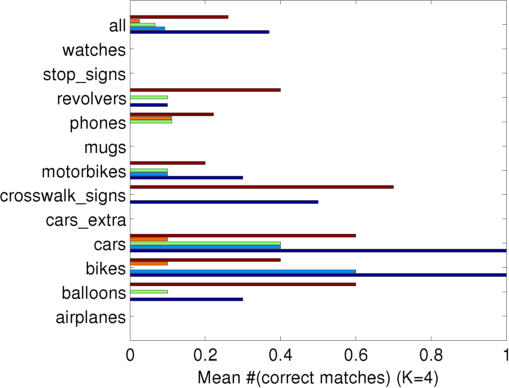 all
watches
stop_signs
revolvers
phones
mugs
motorbikes
crosswalk_signs
cars_extra
cars
bikes
balloons
airplanes
0 0.2 0.4 0.6 0.8 1
Mean #(correct matches) (K=4)